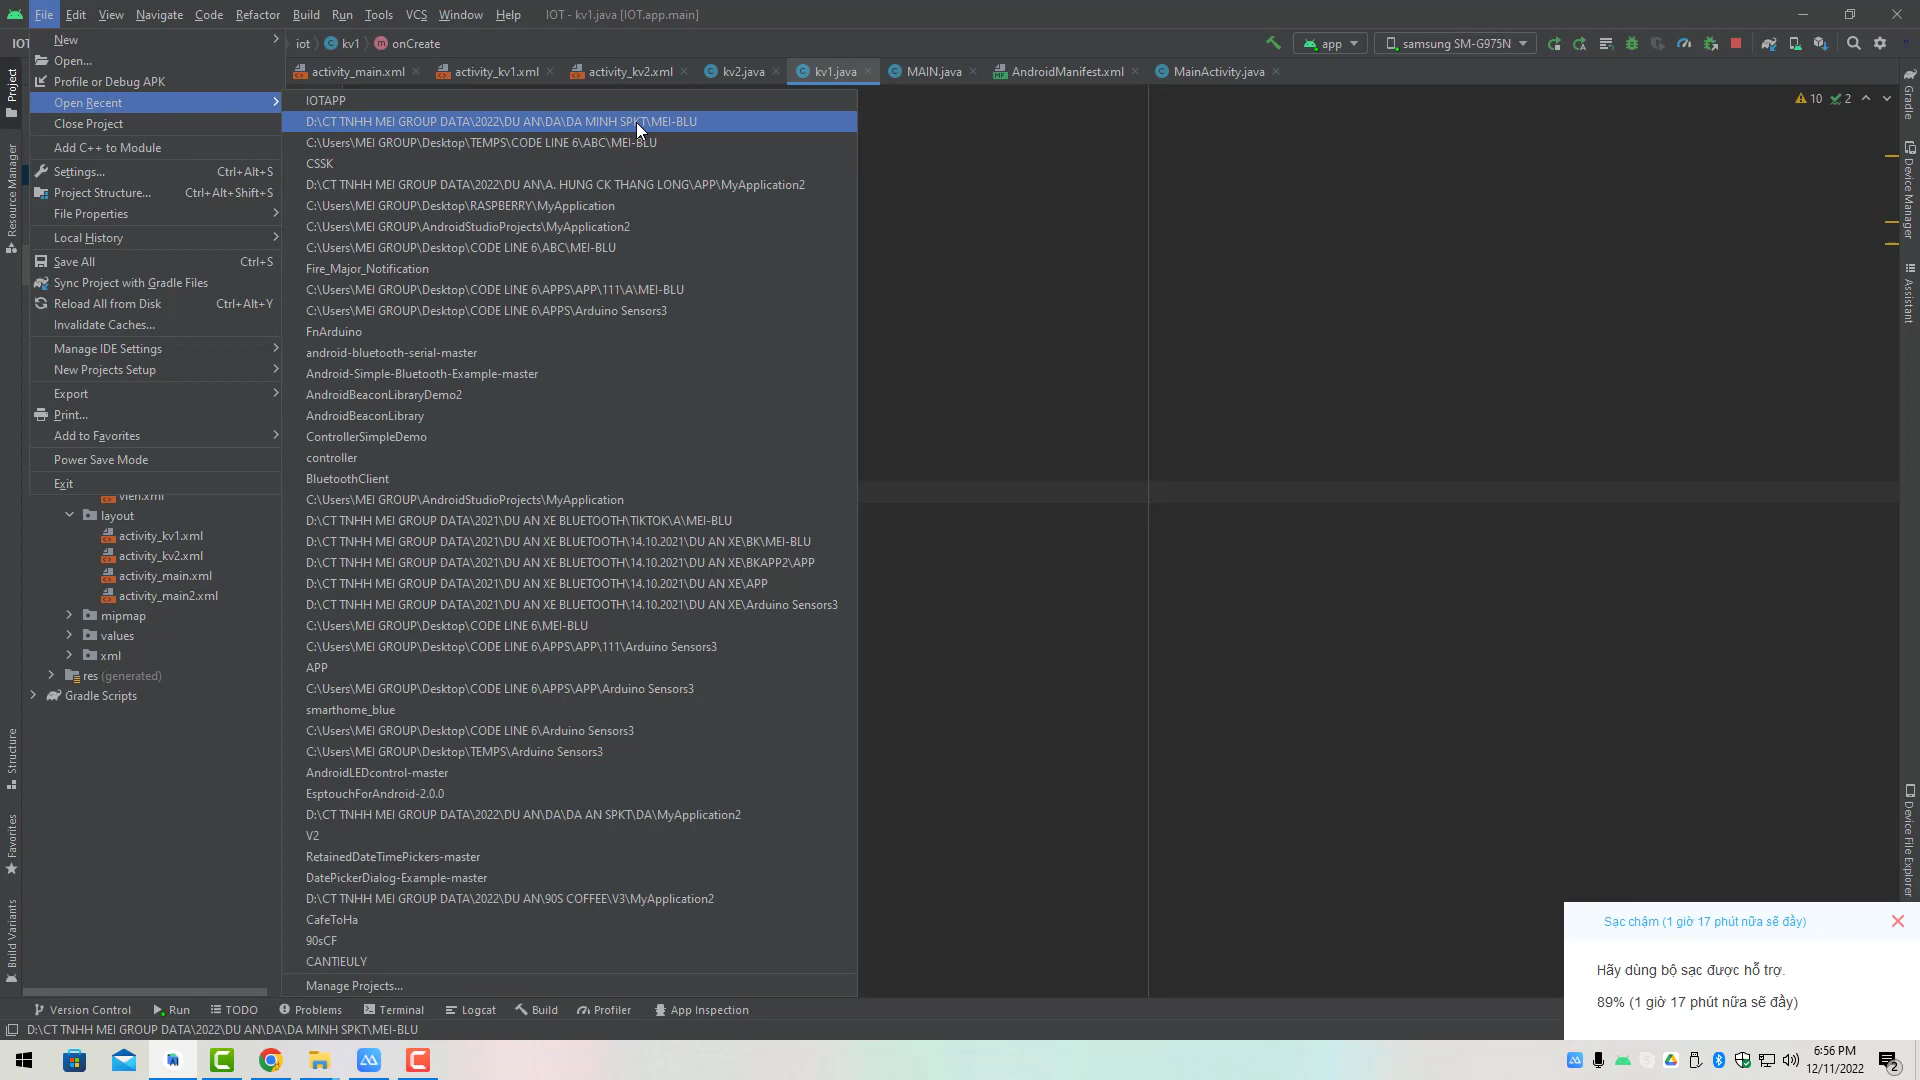 File Edit View Navigate Code Refactor Build Run Tools VCS Window Help IOT - kv1.java [IOT.app.main]
iot kv1 onCreate app samsung SM-G975N
activity_main.xml activity_kv1.xml activity_kv2.xml kv2.java kv1.java MAIN.java AndroidManifest.xml MainActivity.java
10 2
New
Open...
Profile or Debug APK
Open Recent
Close Project
Add C++ to Module
Settings... Ctrl+Alt+S
Project Structure... Ctrl+Alt+Shift+S
File Properties
Local History
Save All Ctrl+S
Sync Project with Gradle Files
Reload All from Disk Ctrl+Alt+Y
Invalidate Caches...
Manage IDE Settings
New Projects Setup
Export
Print...
Add to Favorites
Power Save Mode
Exit
IOTAPP
D:\CT TNHH MEI GROUP DATA\2022\DU AN\DA\DA MINH SPKT\MEI-BLU
C:\Users\MEI GROUP\Desktop\TEMPS\CODE LINE 6\ABC\MEI-BLU
CSSK
D:\CT TNHH MEI GROUP DATA\2022\DU AN\A. HUNG CK THANG LONG\APP\MyApplication2
C:\Users\MEI GROUP\Desktop\RASPBERRY\MyApplication
C:\Users\MEI GROUP\AndroidStudioProjects\MyApplication2
C:\Users\MEI GROUP\Desktop\CODE LINE 6\ABC\MEI-BLU
Fire_Major_Notification
C:\Users\MEI GROUP\Desktop\CODE LINE 6\APPS\APP\111\A\MEI-BLU
C:\Users\MEI GROUP\Desktop\CODE LINE 6\APPS\Arduino Sensors3
FnArduino
android-bluetooth-serial-master
Android-Simple-Bluetooth-Example-master
AndroidBeaconLibraryDemo2
AndroidBeaconLibrary
ControllerSimpleDemo
controller
BluetoothClient
C:\Users\MEI GROUP\AndroidStudioProjects\MyApplication
D:\CT TNHH MEI GROUP DATA\2021\DU AN XE BLUETOOTH\TIKTOK\A\MEI-BLU
D:\CT TNHH MEI GROUP DATA\2021\DU AN XE BLUETOOTH\14.10.2021\DU AN XE\BK\MEI-BLU
D:\CT TNHH MEI GROUP DATA\2021\DU AN XE BLUETOOTH\14.10.2021\DU AN XE\BKAPP2\APP
D:\CT TNHH MEI GROUP DATA\2021\DU AN XE BLUETOOTH\14.10.2021\DU AN XE\APP
D:\CT TNHH MEI GROUP DATA\2021\DU AN XE BLUETOOTH\14.10.2021\DU AN XE\Arduino Sensors3
C:\Users\MEI GROUP\Desktop\CODE LINE 6\MEI-BLU
C:\Users\MEI GROUP\Desktop\CODE LINE 6\APPS\APP\111\Arduino Sensors3
APP
C:\Users\MEI GROUP\Desktop\CODE LINE 6\APPS\APP\Arduino Sensors3
smarthome_blue
C:\Users\MEI GROUP\Desktop\CODE LINE 6\Arduino Sensors3
C:\Users\MEI GROUP\Desktop\TEMPS\Arduino Sensors3
AndroidLEDcontrol-master
EsptouchForAndroid-2.0.0
D:\CT TNHH MEI GROUP DATA\2022\DU AN\DA\DA AN SPKT\DA\MyApplication2
V2
RetainedDateTimePickers-master
DatePickerDialog-Example-master
D:\CT TNHH MEI GROUP DATA\2022\DU AN\90S COFFEE\V3\MyApplication2
CafeToHa
90sCF
CANTIEULY
Manage Projects...
vien.xml
layout
activity_kv1.xml
activity_kv2.xml
activity_main.xml
activity_main2.xml
mipmap
values
xml
res (generated)
Gradle Scripts
Project
Resource Manager
Structure
Favorites
Build Variants
Gradle
Device Manager
Assistant
Device File Explorer
Sạc chậm (1 giờ 17 phút nữa sẽ đầy)
Hãy dùng bộ sạc được hỗ trợ.
89% (1 giờ 17 phút nữa sẽ đầy)
Version Control Run TODO Problems Terminal Logcat Build Profiler App Inspection
D:\CT TNHH MEI GROUP DATA\2022\DU AN\DA\DA MINH SPKT\MEI-BLU
6:56 PM
12/11/2022
2